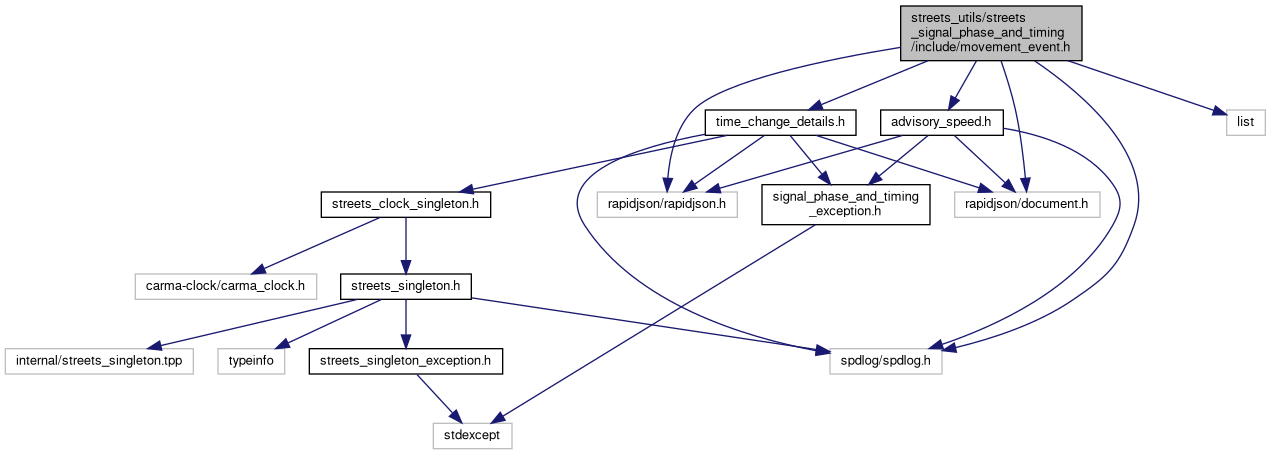 streets_utils/streets
_signal_phase_and_timing
/include/movement_event.h
time_change_details.h
advisory_speed.h
list
streets_clock_singleton.h
rapidjson/rapidjson.h
signal_phase_and_timing
_exception.h
rapidjson/document.h
carma-clock/carma_clock.h
streets_singleton.h
internal/streets_singleton.tpp
typeinfo
streets_singleton_exception.h
spdlog/spdlog.h
stdexcept